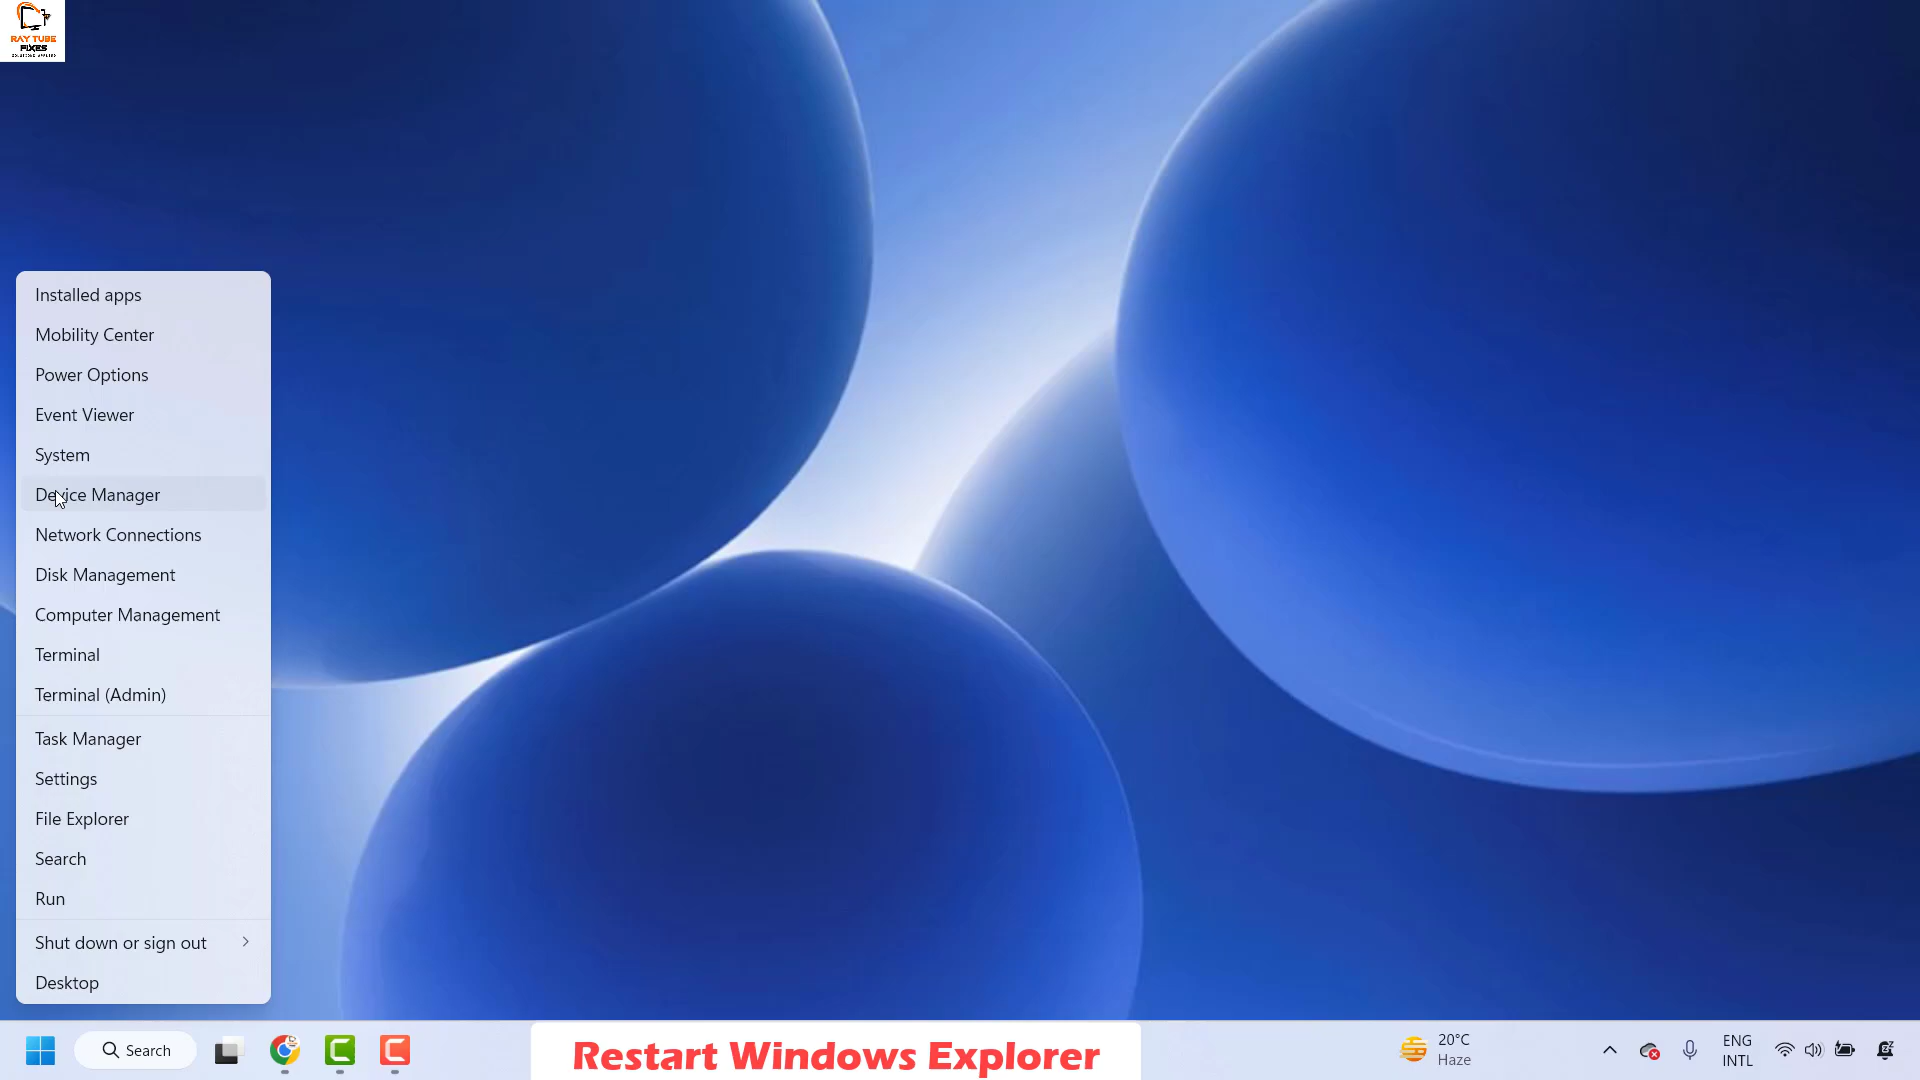 RAY TUBE
FIXES
SOLUTIONS APPLIED
Installed apps
Mobility Center
Power Options
Event Viewer
System
Device Manager
Network Connections
Disk Management
Computer Management
Terminal
Terminal (Admin)
Task Manager
Settings
File Explorer
Search
Run
Shut down or sign out
Desktop
Search
Restart Windows Explorer
20°C
Haze
ENG
INTL